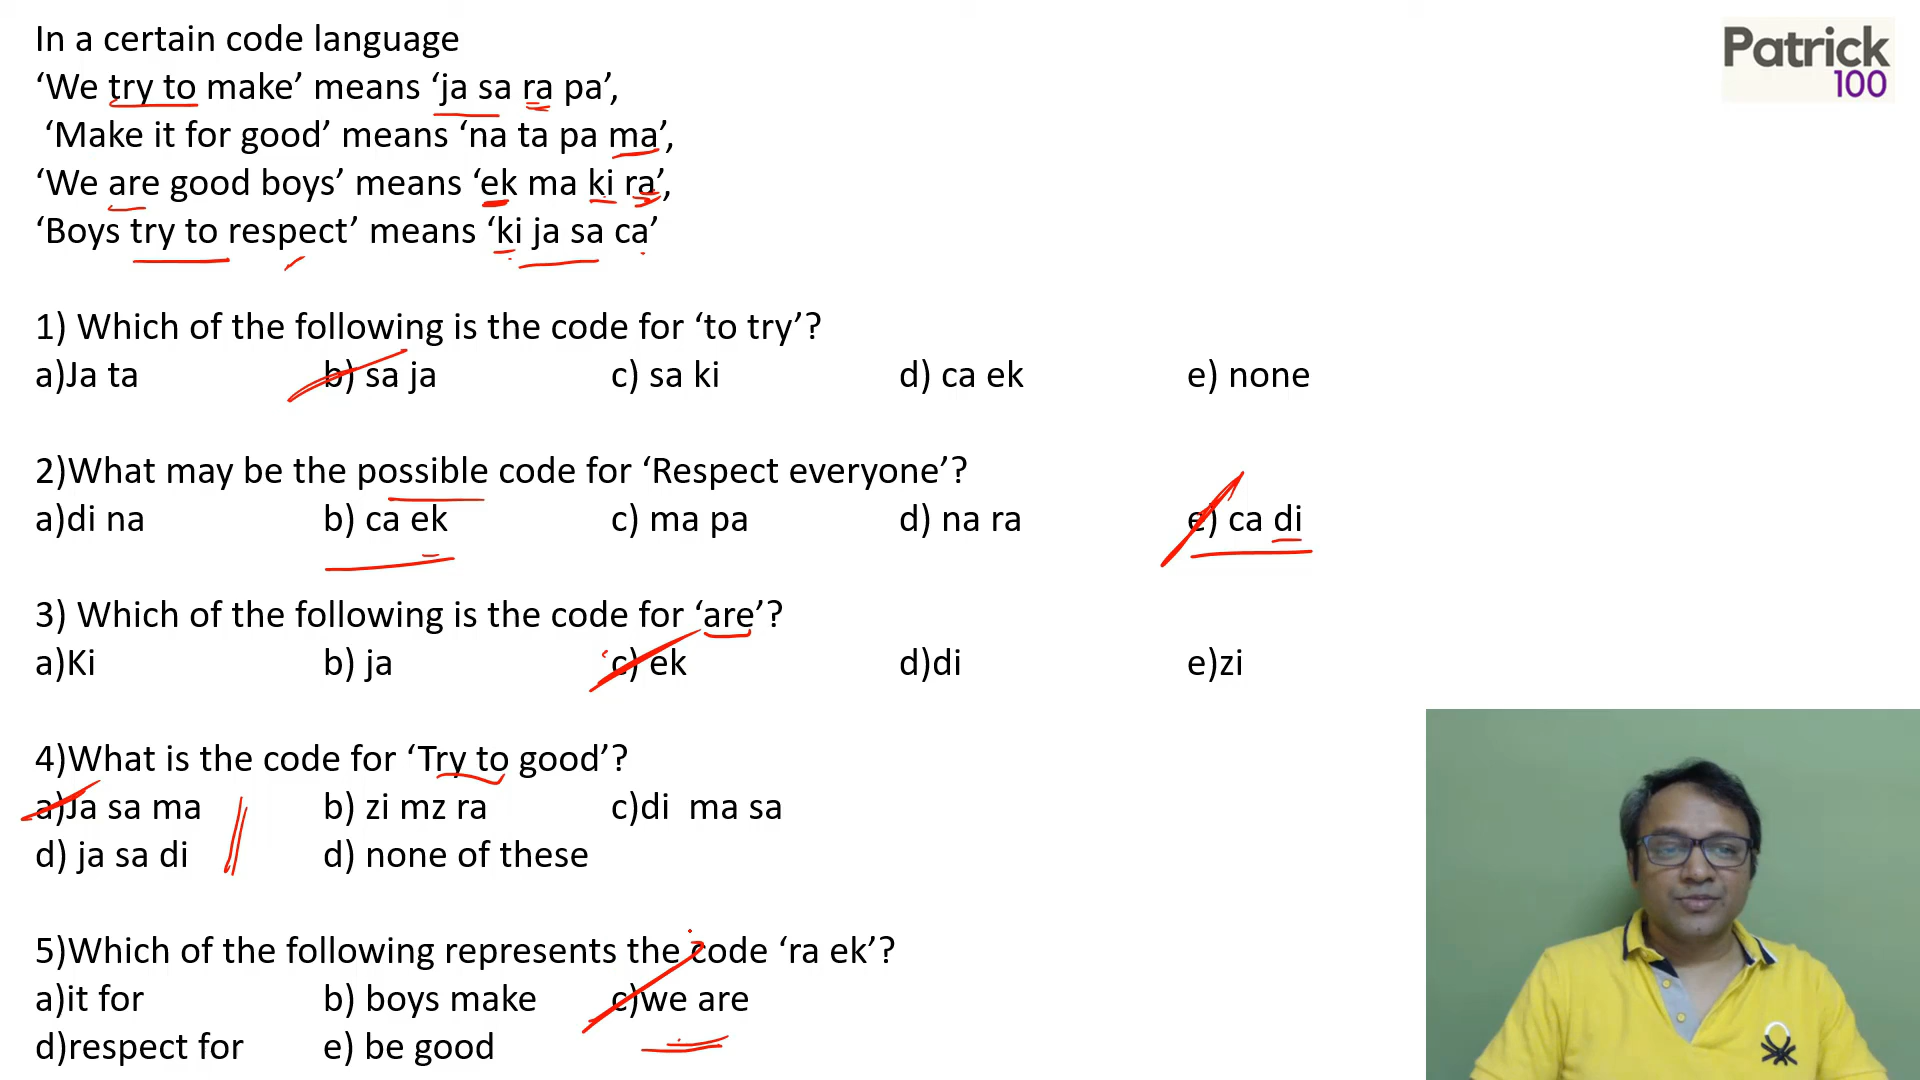 In a certain code language
‘We try to make’ means ‘ja sa ra pa’,
‘Make it for good’ means ‘na ta pa ma’,
‘We are good boys’ means ‘ek ma ki ra’,
‘Boys try to respect’ means ‘ki ja sa ca’
Patrick
100
1) Which of the following is the code for ‘to try’?
a)Ja ta b) sa ja c) sa ki d) ca ek e) none
2)What may be the possible code for ‘Respect everyone’?
a)di na b) ca ek c) ma pa d) na ra e) ca di
3) Which of the following is the code for ‘are’?
a)Ki b) ja c) ek d)di e)zi
4)What is the code for ‘Try to good’?
a)Ja sa ma b) zi mz ra c)di ma sa
d) ja sa di d) none of these
5)Which of the following represents the code ‘ra ek’?
a)it for b) boys make c)we are
d)respect for e) be good